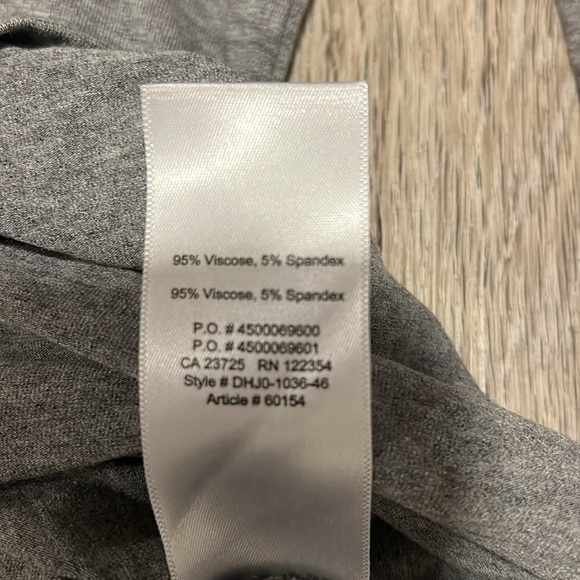 95% Viscose, 5% Spandex
95% Viscose, 5% Spandex
P.O. # 4500069600
P.O. # 4500069601
CA 23725 RN 122354
Style # DHJ0-1036-46
Article # 60154